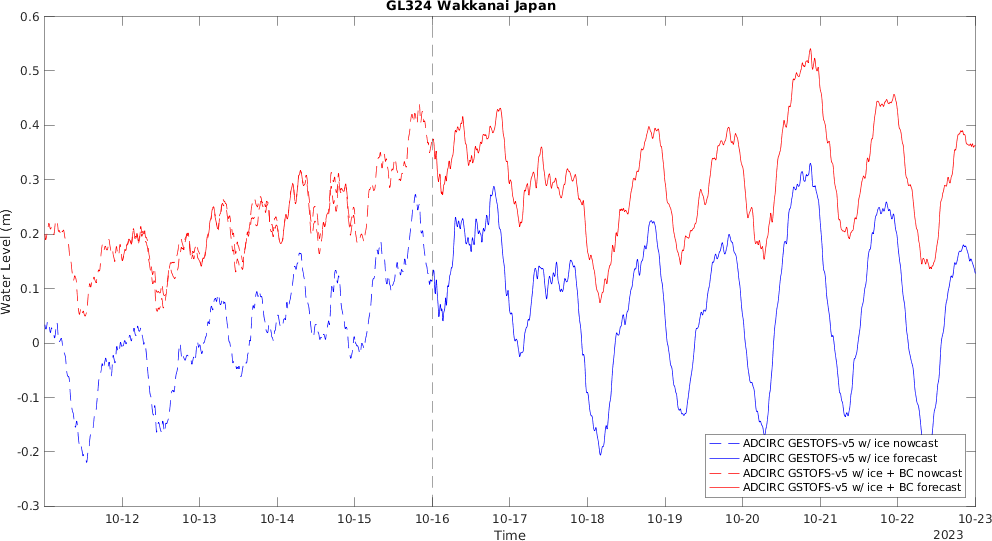 GL324 Wakkanai Japan
0.6
0.5
0.4
0.3
0.2
0.1
0
-0.1
-0.2
-0.3
Water Level (m)
ADCIRC GESTOFS-v5 w/ ice nowcast
ADCIRC GESTOFS-v5 w/ ice forecast
ADCIRC GSTOFS-v5 w/ ice + BC nowcast
ADCIRC GSTOFS-v5 w/ ice + BC forecast
10-12 10-13 10-14 10-15 10-16 10-17 10-18 10-19 10-20 10-21 10-22 10-23
Time
2023